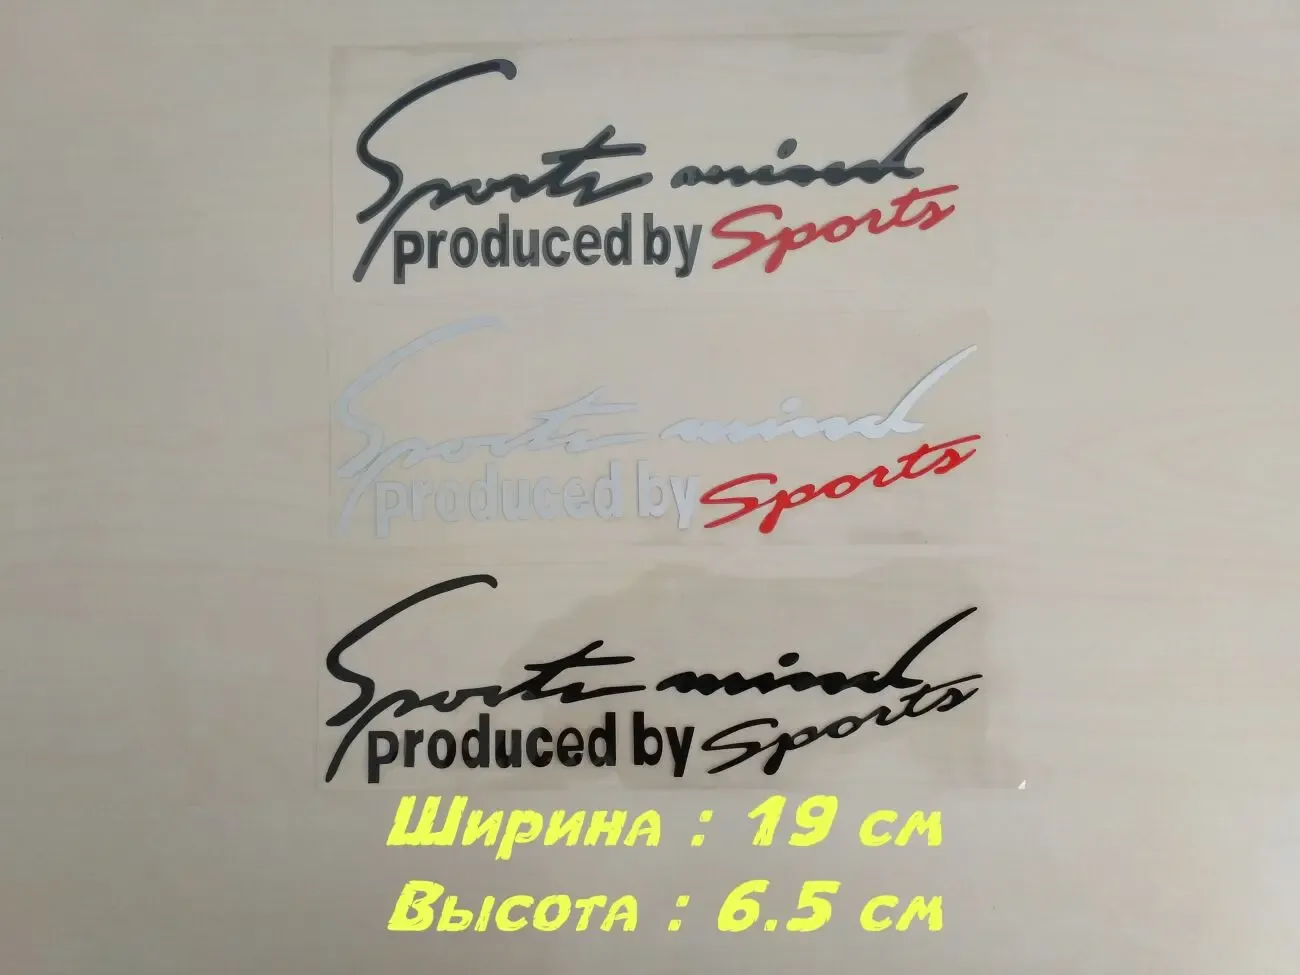 Sports mind
produced by Sports
Sports mind
produced by Sports
Sports mind
produced by Sports
Ширина : 19 см
Высота : 6.5 см